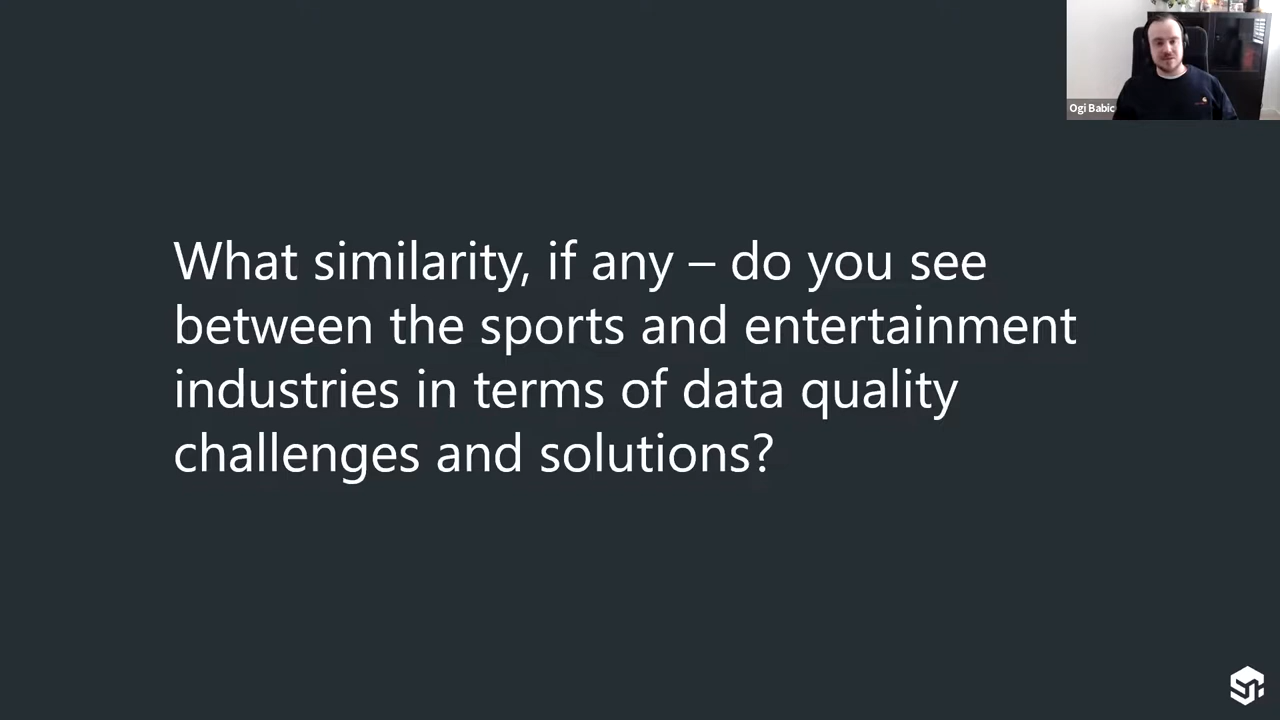 Ogi Babic
What similarity, if any – do you see
between the sports and entertainment
industries in terms of data quality
challenges and solutions?